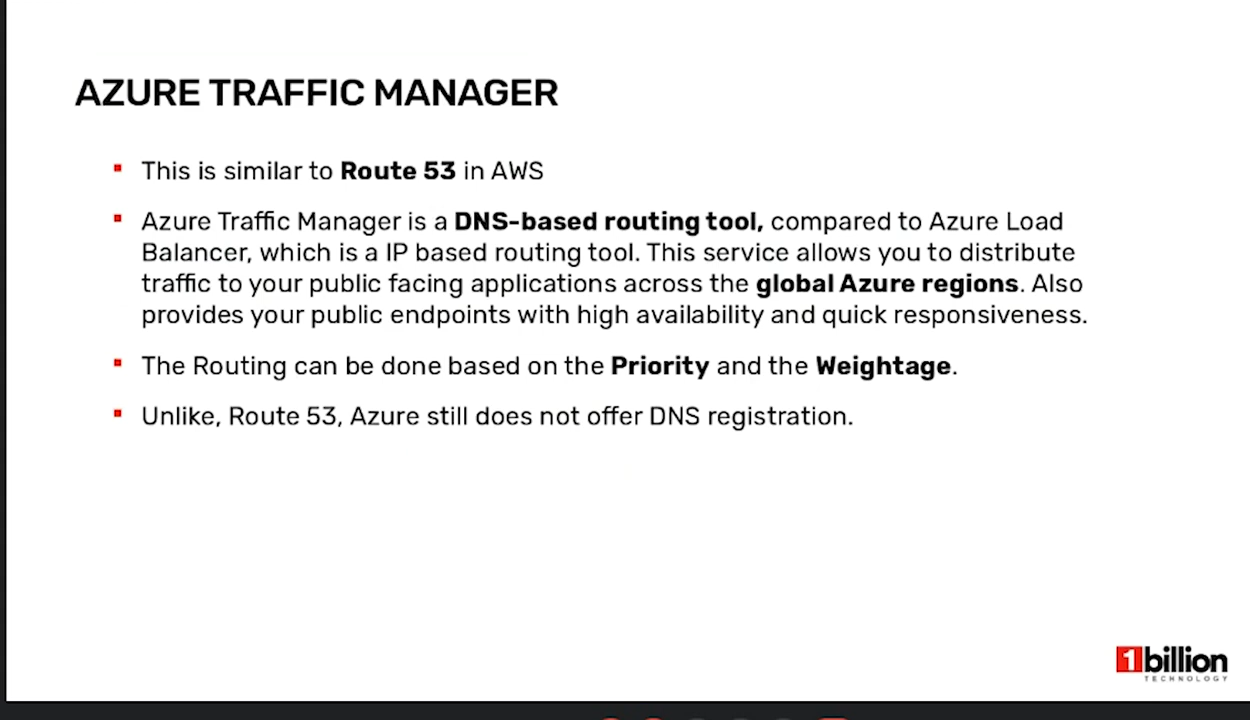 AZURE TRAFFIC MANAGER
This is similar to Route 53 in AWS
Azure Traffic Manager is a DNS-based routing tool, compared to Azure Load
Balancer, which is a IP based routing tool. This service allows you to distribute
traffic to your public facing applications across the global Azure regions. Also
provides your public endpoints with high availability and quick responsiveness.
The Routing can be done based on the Priority and the Weightage.
Unlike, Route 53, Azure still does not offer DNS registration.
1billion
TECHNOLOGY